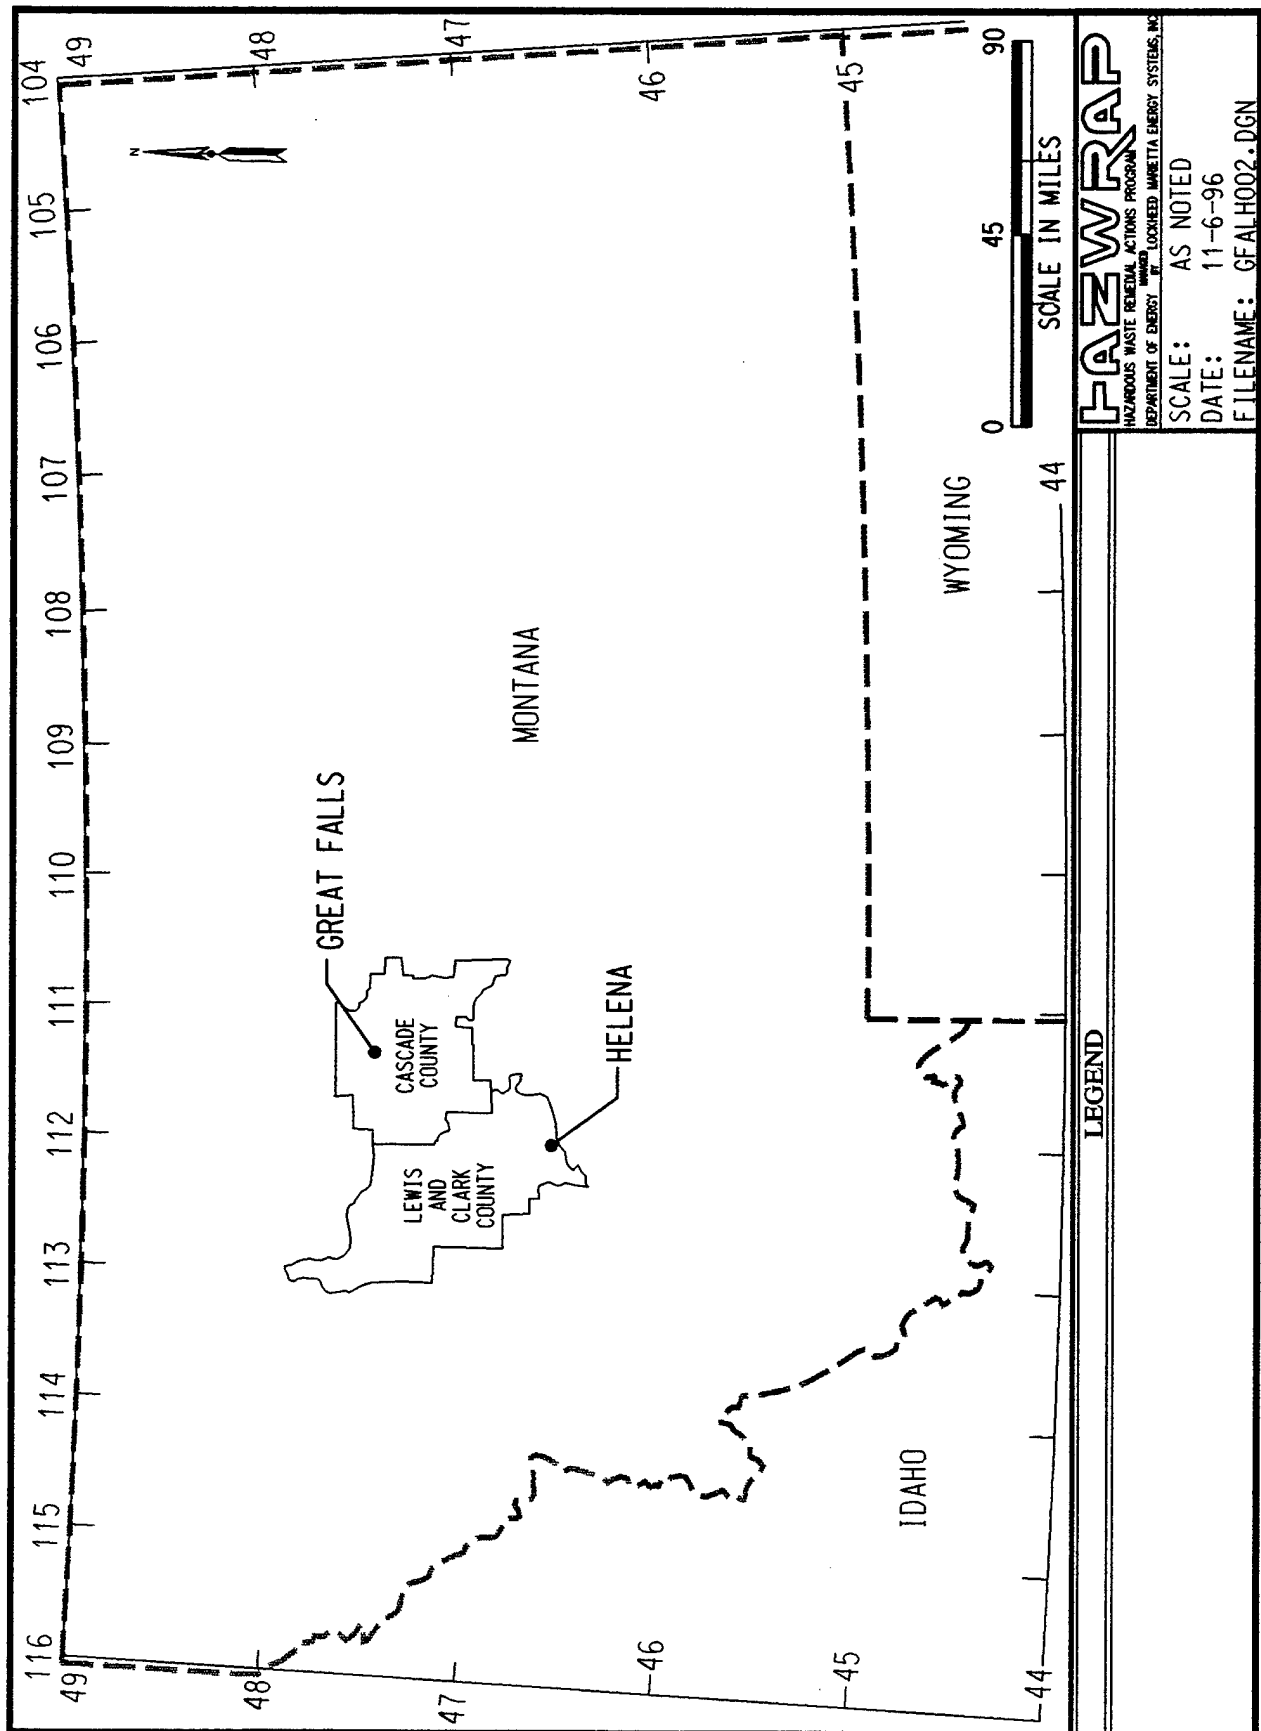 116 115 114 113 112 111 110 109 108 107 106 105 104
49
49
48
48
47
47
46
46
45
45
44
44
N
GREAT FALLS
CASCADE
COUNTY
LEWIS
AND
CLARK
COUNTY
HELENA
MONTANA
IDAHO
WYOMING
0 45 90
SCALE IN MILES
LEGEND
HAZWRAP
HAZARDOUS WASTE REMEDIAL ACTIONS PROGRAM
DEPARTMENT OF ENERGY MANAGED BY LOCKHEED MARIETTA ENERGY SYSTEMS, INC
SCALE: AS NOTED
DATE: 11-6-96
FILENAME: GFALH002.DGN